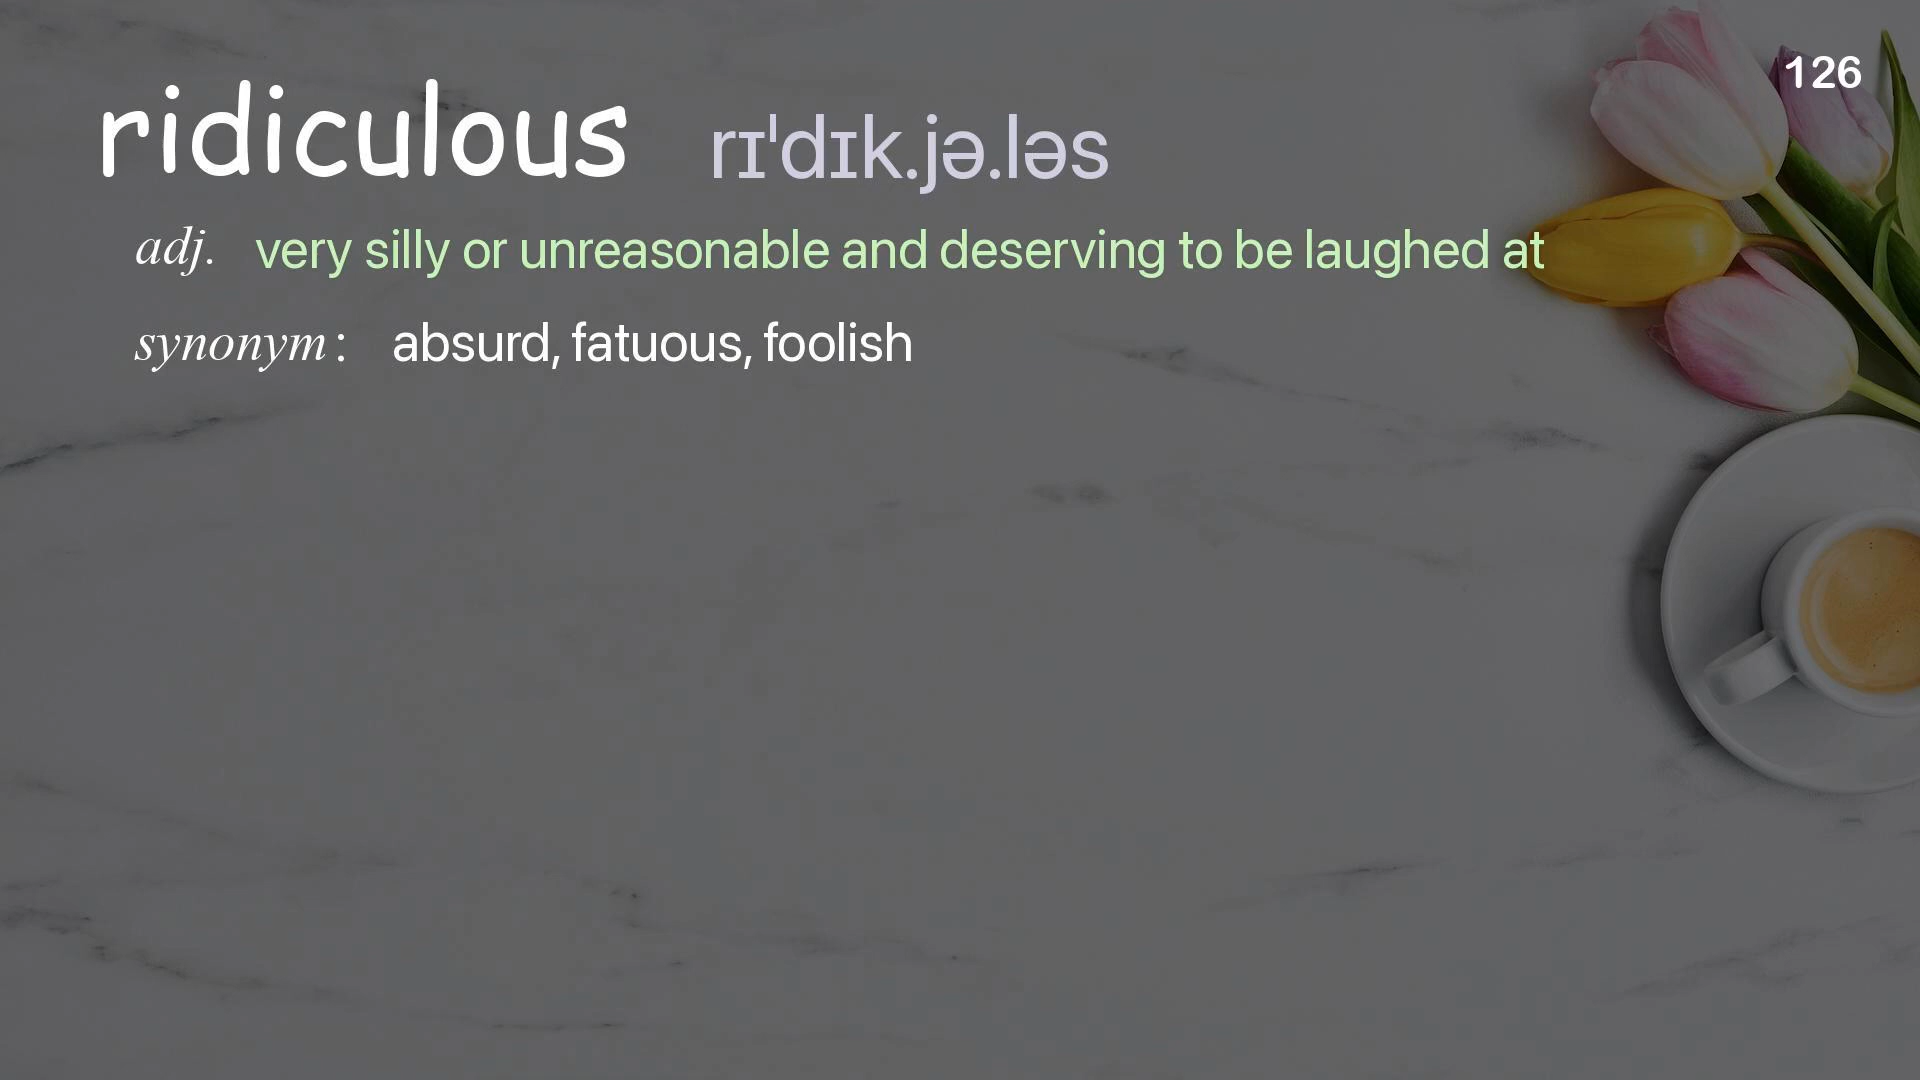 126
ridiculous rɪˈdɪk.jə.ləs
adj. very silly or unreasonable and deserving to be laughed at
synonym : absurd, fatuous, foolish